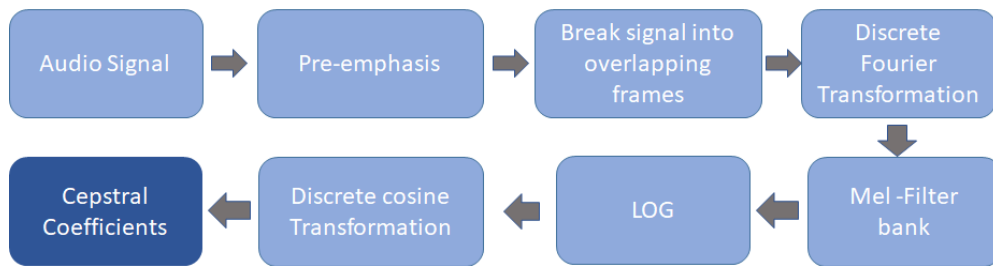 Audio Signal
Pre-emphasis
Break signal into
overlapping
frames
Discrete
Fourier
Transformation
Mel -Filter
bank
LOG
Discrete cosine
Transformation
Cepstral
Coefficients